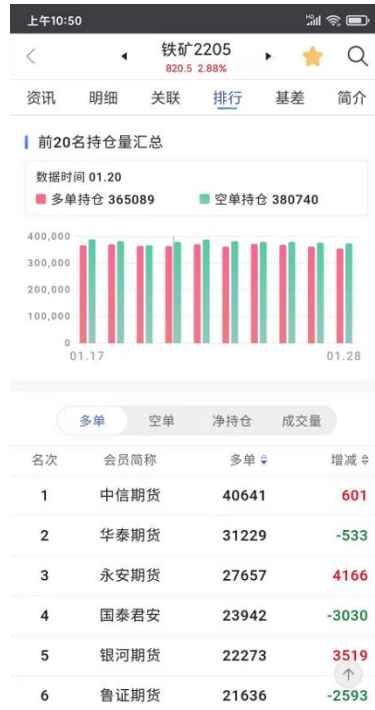 上午10:50
铁矿2205
820.5 2.88%
资讯 明细 关联 排行 基差 简介
前20名持仓量汇总
数据时间 01.20
多单持仓 365089 空单持仓 380740
400,000
300,000
200,000
100,000
0
01.17 01.28
多单 空单 净持仓 成交量
名次 会员简称 多单 增减
1 中信期货 40641 601
2 华泰期货 31229 -533
3 永安期货 27657 4166
4 国泰君安 23942 -3030
5 银河期货 22273 3519
6 鲁证期货 21636 -2593